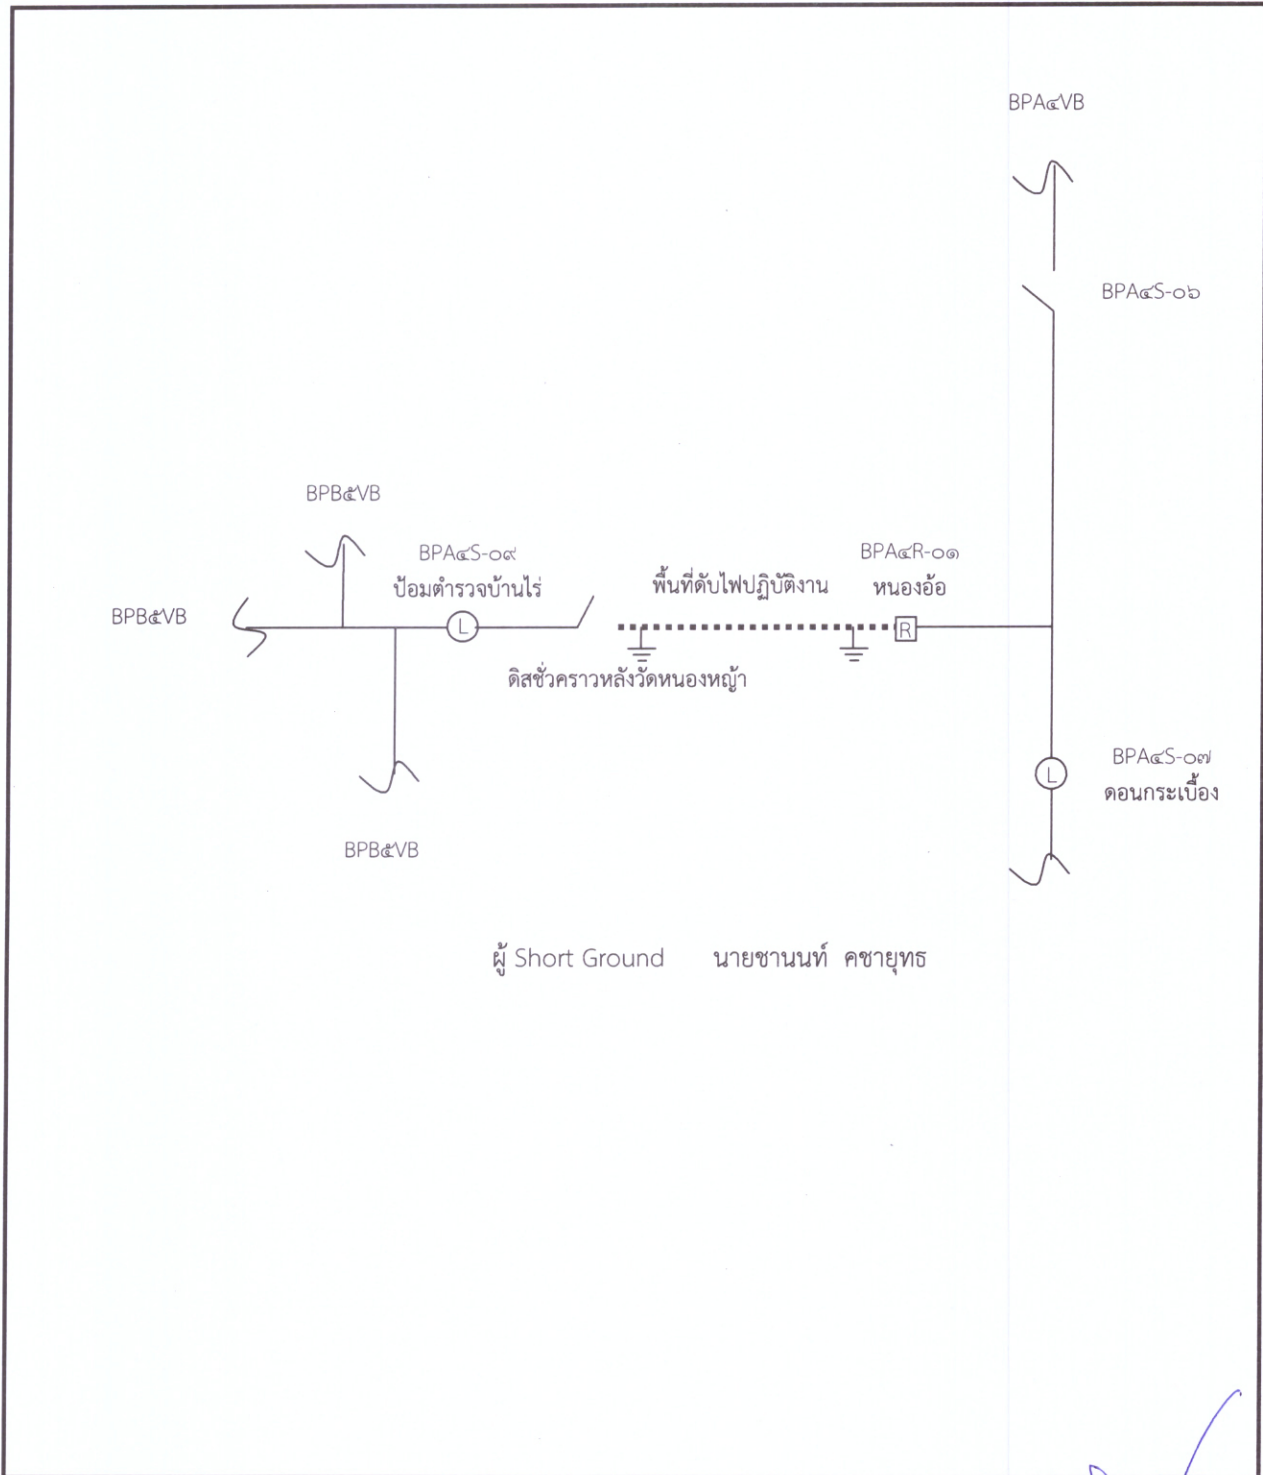 BPA๔VB
BPA๔S-๐๖
BPB๕VB
BPA๔S-๐๙
ป้อมตำรวจบ้านไร่
พื้นที่ดับไฟปฏิบัติงาน
BPA๔R-๐๑
หนองอ้อ
BPB๕VB
L
R
ดิสชั่วคราวหลังวัดหนองหญ้า
BPA๔S-๐๗
ดอนกระเบื้อง
L
BPB๕VB
ผู้ Short Ground นายชานนท์ คชายุทธ